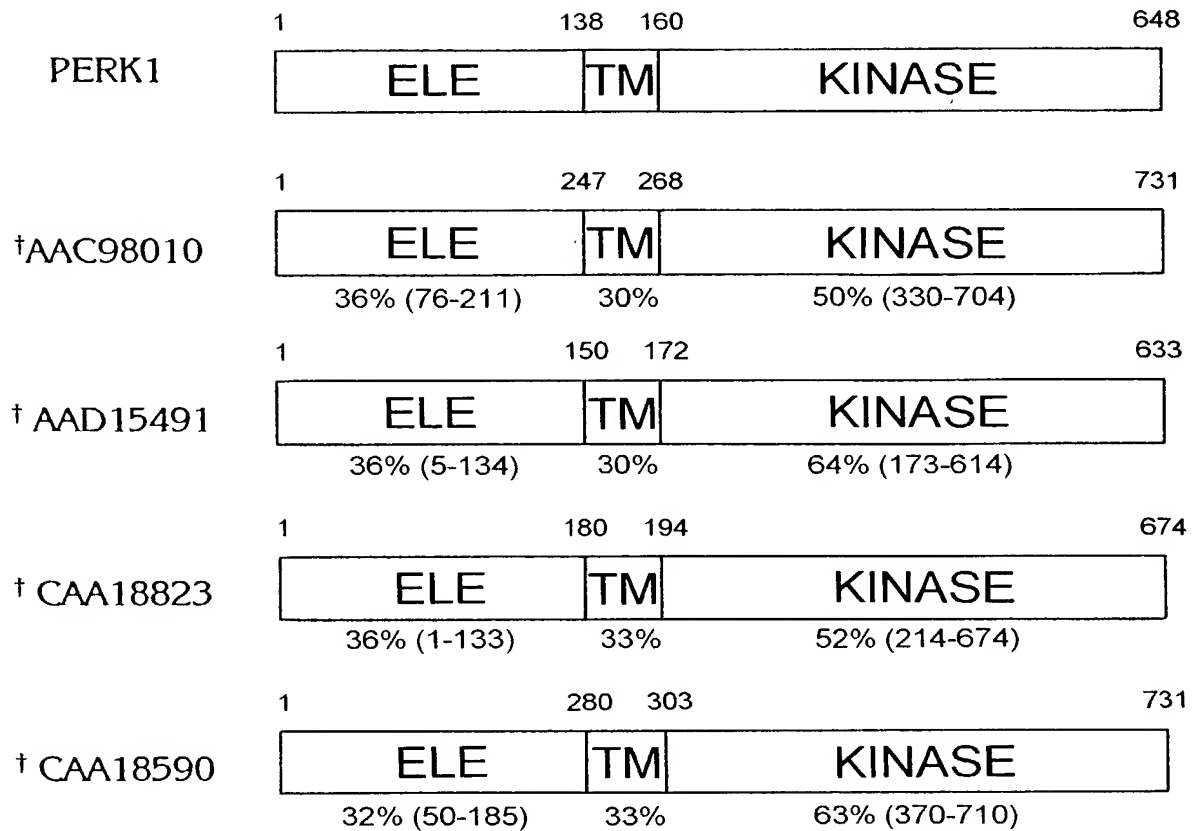 1 138 160 648
PERK1 ELE TM KINASE
1 247 268 731
†AAC98010 ELE TM KINASE
36% (76-211) 30% 50% (330-704)
1 150 172 633
† AAD15491 ELE TM KINASE
36% (5-134) 30% 64% (173-614)
1 180 194 674
† CAA18823 ELE TM KINASE
36% (1-133) 33% 52% (214-674)
1 280 303 731
† CAA18590 ELE TM KINASE
32% (50-185) 33% 63% (370-710)